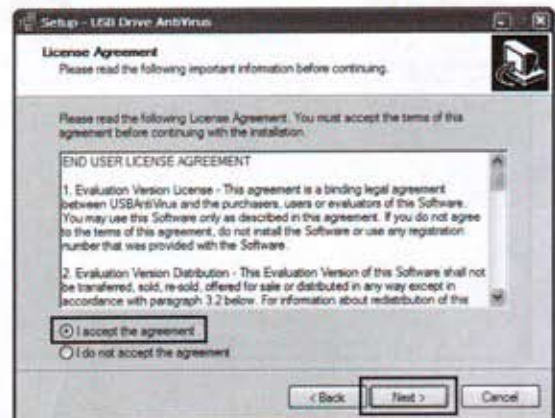 Setup - USB Drive AntiVirus
License Agreement
Please read the following important information before continuing.
Please read the following License Agreement. You must accept the terms of this
agreement before continuing with the installation.
END USER LICENSE AGREEMENT
1. Evaluation Version License - This agreement is a binding legal agreement
between USBAntiVirus and the purchasers, users or evaluators of this Software.
You may use this Software only as described in this agreement. If you do not agree
to the terms of this agreement, do not install the Software or use any registration
number that was provided with the Software.
2. Evaluation Version Distribution - This Evaluation Version of this Software shall not
be transferred, sold, re-sold, offered for sale or distributed in any way except in
accordance with paragraph 3.2 below. For information about redistribution of this
I accept the agreement
I do not accept the agreement
< Back
Next >
Cancel